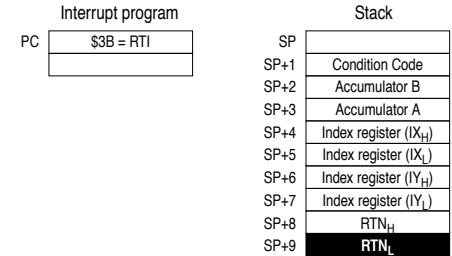 Interrupt program
PC $3B = RTI
Stack
SP
SP+1 Condition Code
SP+2 Accumulator B
SP+3 Accumulator A
SP+4 Index register (IXH)
SP+5 Index register (IXL)
SP+6 Index register (IYH)
SP+7 Index register (IYL)
SP+8 RTNH
SP+9 RTNL